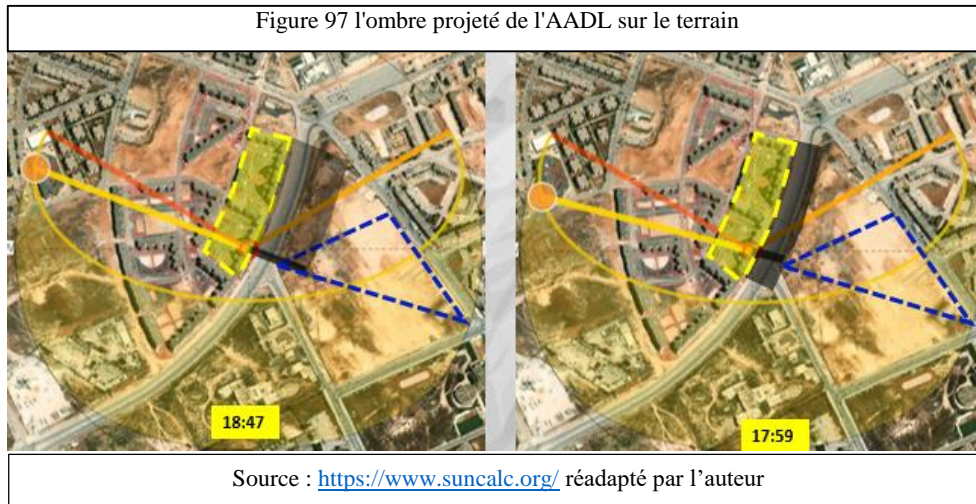 Figure 97 l'ombre projeté de l'AADL sur le terrain
18:47
17:59
Source : https://www.suncalc.org/ réadapté par l'auteur